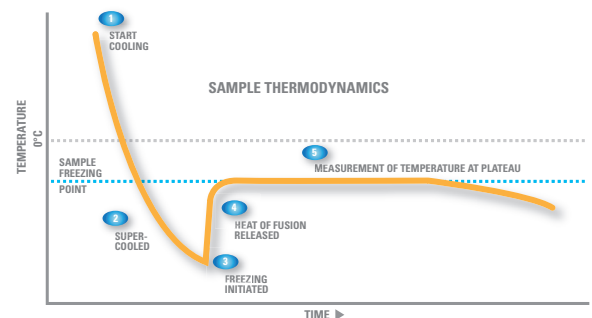 1
START
COOLING
SAMPLE THERMODYNAMICS
TEMPERATURE
0°C
5
MEASUREMENT OF TEMPERATURE AT PLATEAU
SAMPLE
FREEZING
POINT
2
SUPER-
COOLED
4
HEAT OF FUSION
RELEASED
3
FREEZING
INITIATED
TIME ▶